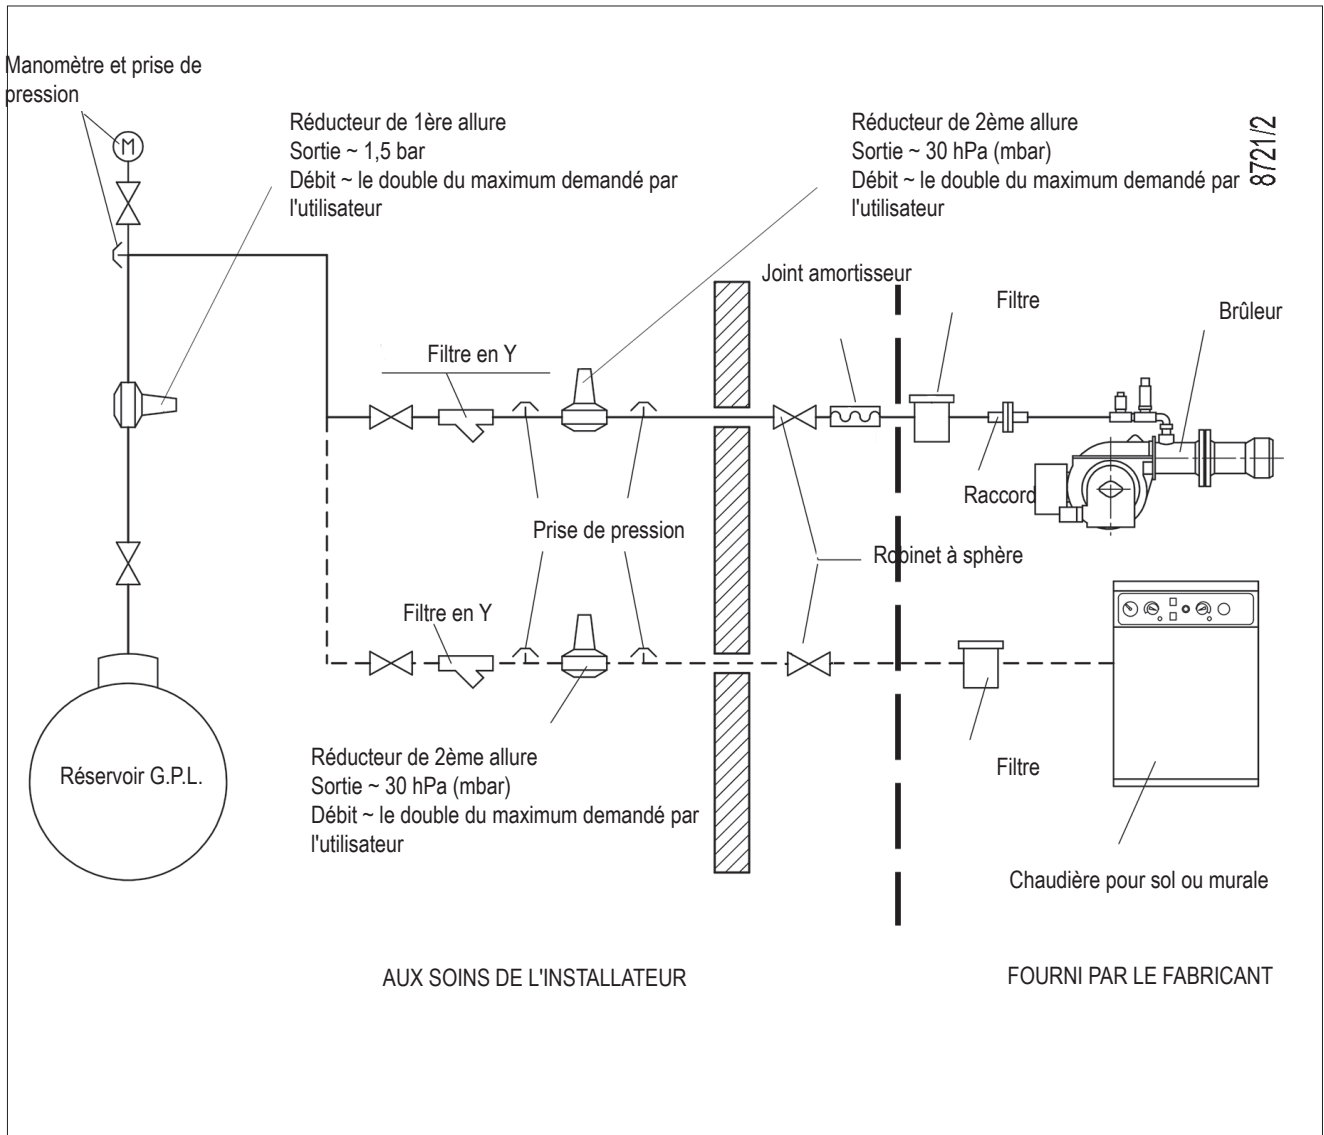 Manomètre et prise de
pression
M
Réducteur de 1ère allure
Sortie ~ 1,5 bar
Débit ~ le double du maximum demandé par
l'utilisateur
Réducteur de 2ème allure
Sortie ~ 30 hPa (mbar)
Débit ~ le double du maximum demandé par
l'utilisateur
8721/2
Joint amortisseur
Filtre
Brûleur
Filtre en Y
Raccord
Prise de pression
Robinet à sphère
Filtre en Y
Réservoir G.P.L.
Réducteur de 2ème allure
Sortie ~ 30 hPa (mbar)
Débit ~ le double du maximum demandé par
l'utilisateur
Filtre
Chaudière pour sol ou murale
AUX SOINS DE L'INSTALLATEUR
FOURNI PAR LE FABRICANT